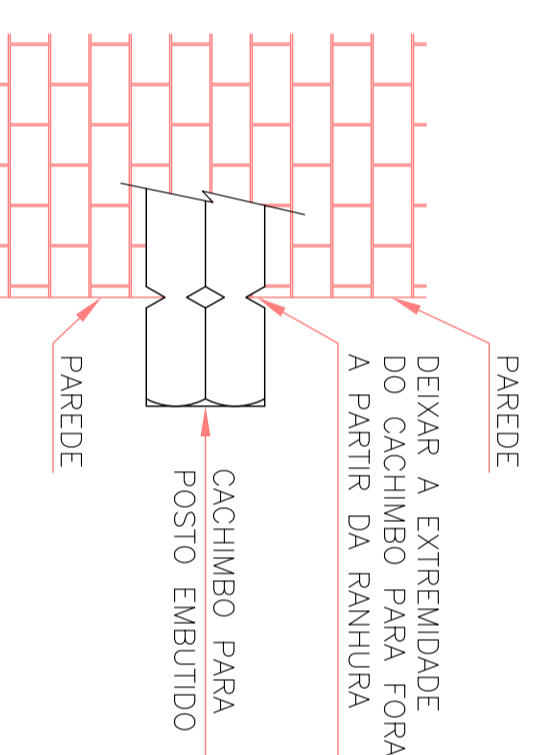 PAREDE
DEIXAR A EXTREMIDADE
DO CACHIMBO PARA FORA
A PARTIR DA RANHURA
CACHIMBO PARA
POSTO EMBUTIDO
PAREDE